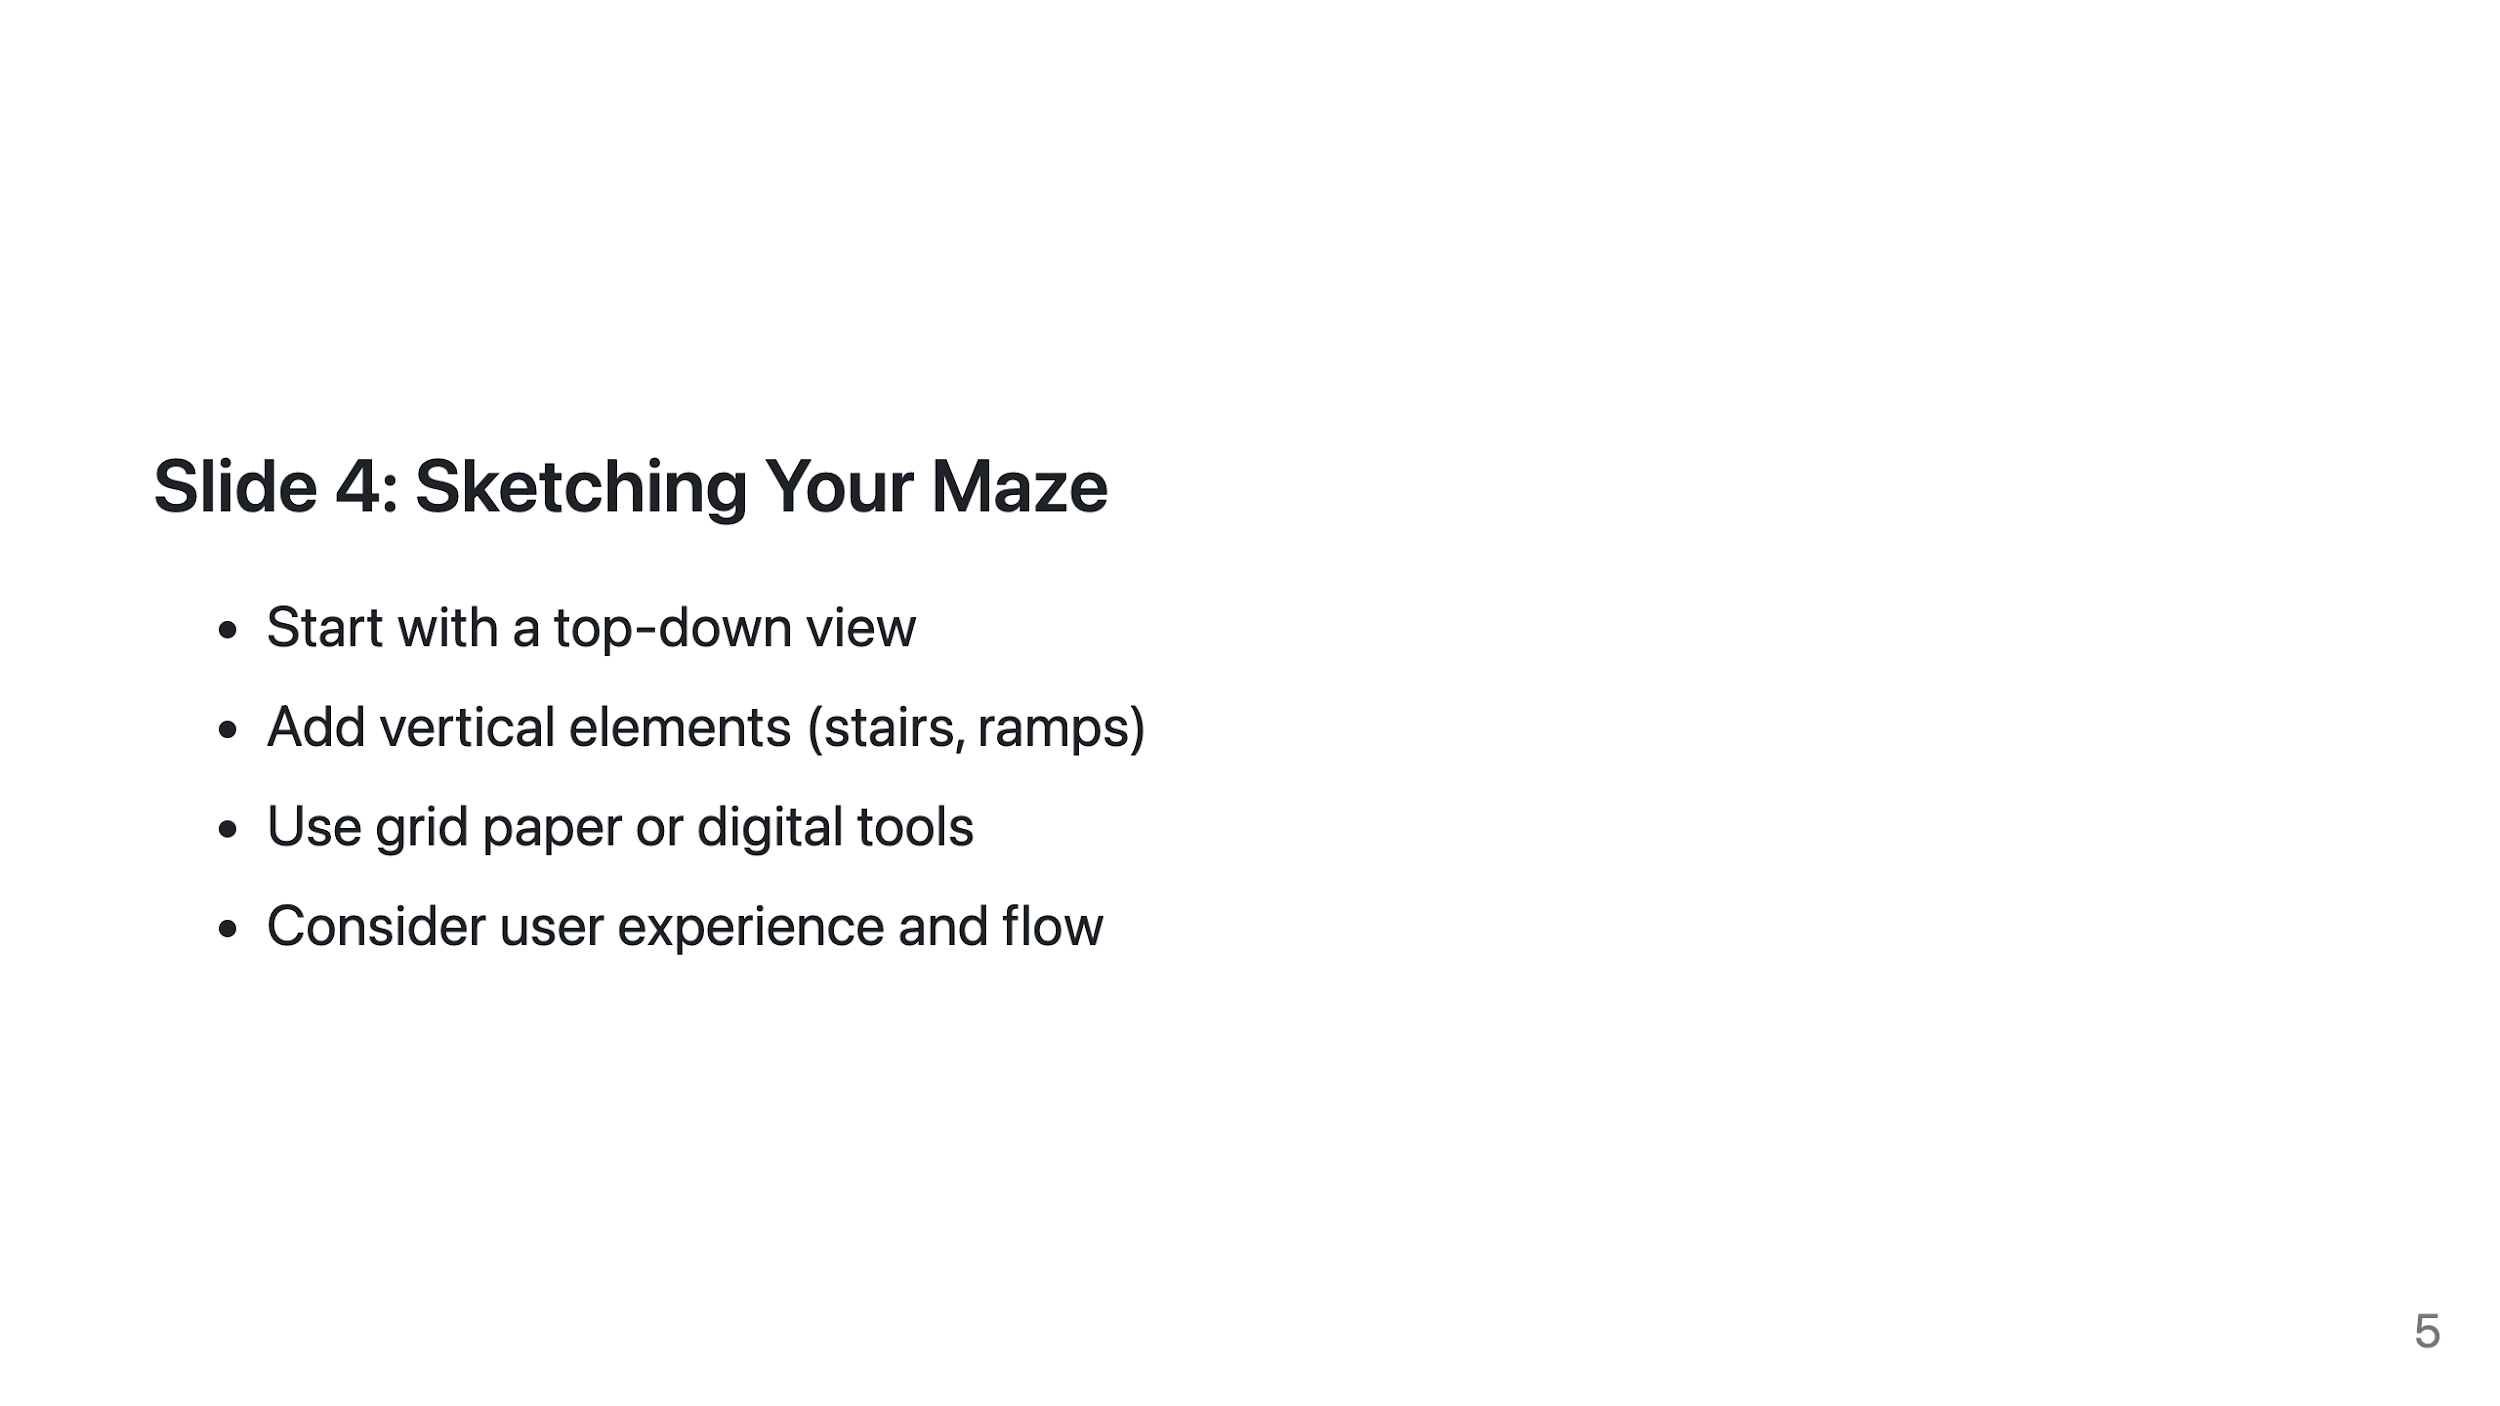 Slide 4: Sketching Your Maze
• Start with a top-down view
• Add vertical elements (stairs, ramps)
• Use grid paper or digital tools
• Consider user experience and flow
5